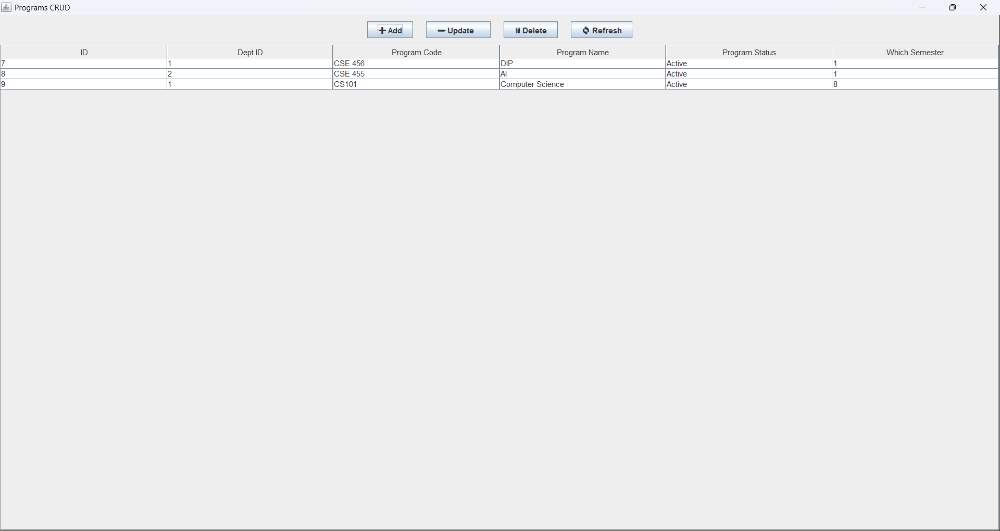 Programs CRUD
Add Update Delete Refresh
ID Dept ID Program Code Program Name Program Status Which Semester
7 1 CSE 456 DIP Active 1
8 2 CSE 455 AI Active 1
9 1 CS101 Computer Science Active 8